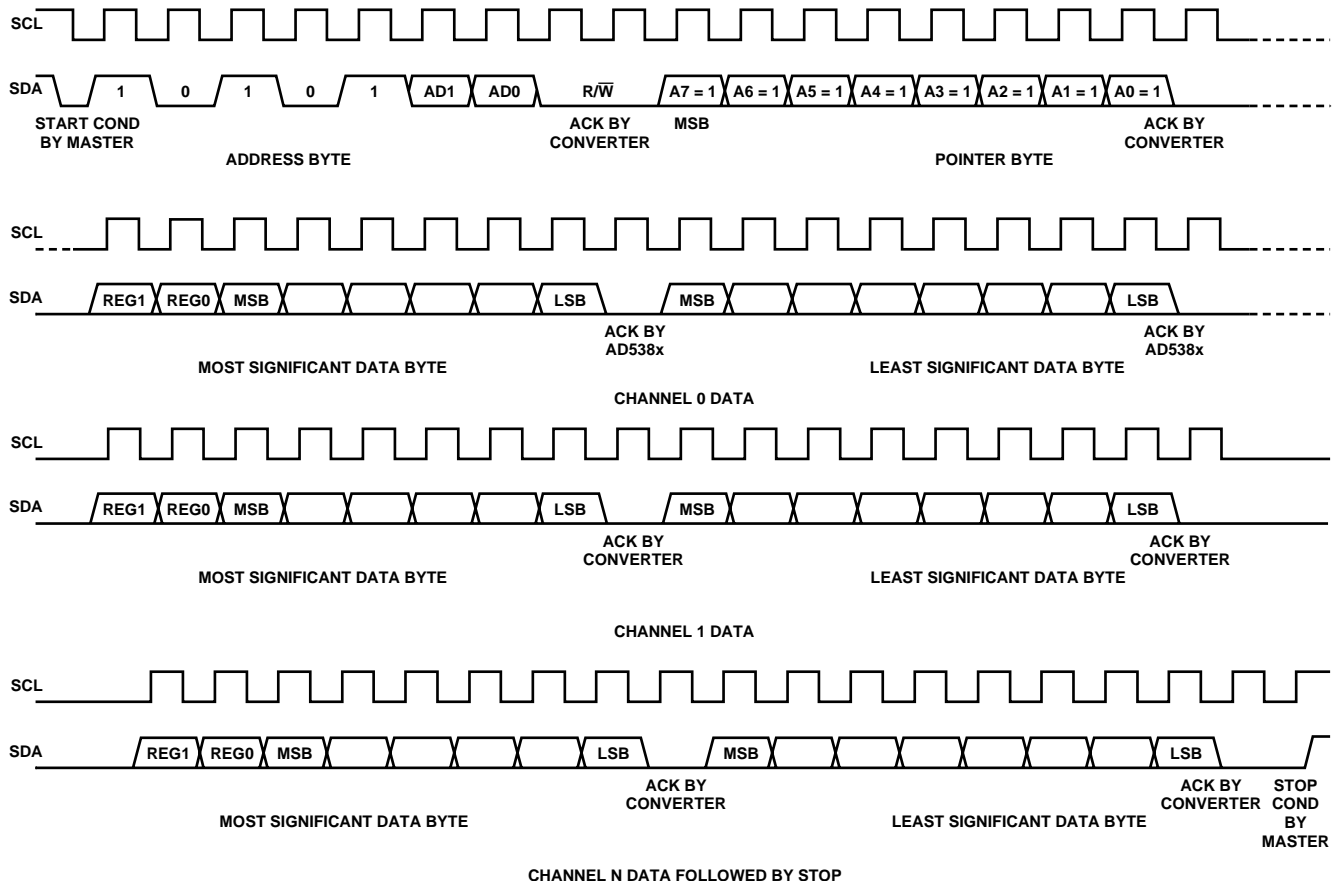 SCL
SDA 1 0 1 0 1 AD1 AD0 R/W̅ A7 = 1 A6 = 1 A5 = 1 A4 = 1 A3 = 1 A2 = 1 A1 = 1 A0 = 1
START COND BY MASTER
ACK BY CONVERTER
MSB
ACK BY CONVERTER
ADDRESS BYTE
POINTER BYTE
SCL
SDA REG1 REG0 MSB LSB MSB LSB
ACK BY AD538x
ACK BY AD538x
MOST SIGNIFICANT DATA BYTE
LEAST SIGNIFICANT DATA BYTE
CHANNEL 0 DATA
SCL
SDA REG1 REG0 MSB LSB MSB LSB
ACK BY CONVERTER
ACK BY CONVERTER
MOST SIGNIFICANT DATA BYTE
LEAST SIGNIFICANT DATA BYTE
CHANNEL 1 DATA
SCL
SDA REG1 REG0 MSB LSB MSB LSB
ACK BY CONVERTER
ACK BY CONVERTER
STOP COND BY MASTER
MOST SIGNIFICANT DATA BYTE
LEAST SIGNIFICANT DATA BYTE
CHANNEL N DATA FOLLOWED BY STOP